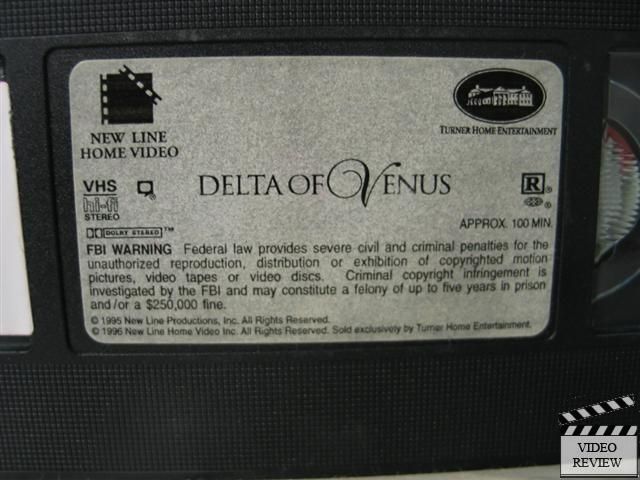 NEW LINE
HOME VIDEO
TURNER HOME ENTERTAINMENT
VHS
hi-fi
STEREO
DOLBY STEREO™
DELTA OF VENUS
R®
APPROX. 100 MIN.
FBI WARNING Federal law provides severe civil and criminal penalties for the
unauthorized reproduction, distribution or exhibition of copyrighted motion
pictures, video tapes or video discs. Criminal copyright infringement is
investigated by the FBI and may constitute a felony of up to five years in prison
and/or a $250,000 fine.
© 1995 New Line Productions, Inc. All Rights Reserved.
© 1996 New Line Home Video Inc. All Rights Reserved. Sold exclusively by Turner Home Entertainment.
VIDEO
REVIEW